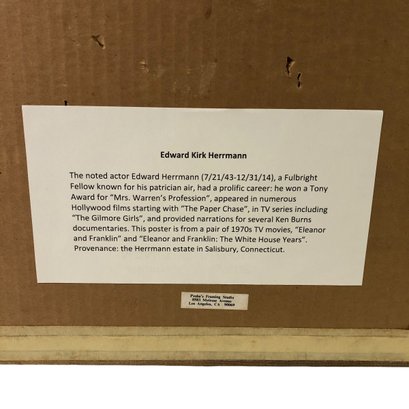 Edward Kirk Herrmann
The noted actor Edward Herrmann (7/21/43-12/31/14), a Fulbright
Fellow known for his patrician air, had a prolific career: he won a Tony
Award for "Mrs. Warren's Profession", appeared in numerous
Hollywood films starting with "The Paper Chase", in TV series including
"The Gilmore Girls", and provided narrations for several Ken Burns
documentaries. This poster is from a pair of 1970s TV movies, "Eleanor
and Franklin" and "Eleanor and Franklin: The White House Years".
Provenance: the Herrmann estate in Salisbury, Connecticut.
Framing Studio
Melrose Avenue
Los Angeles, CA 90069